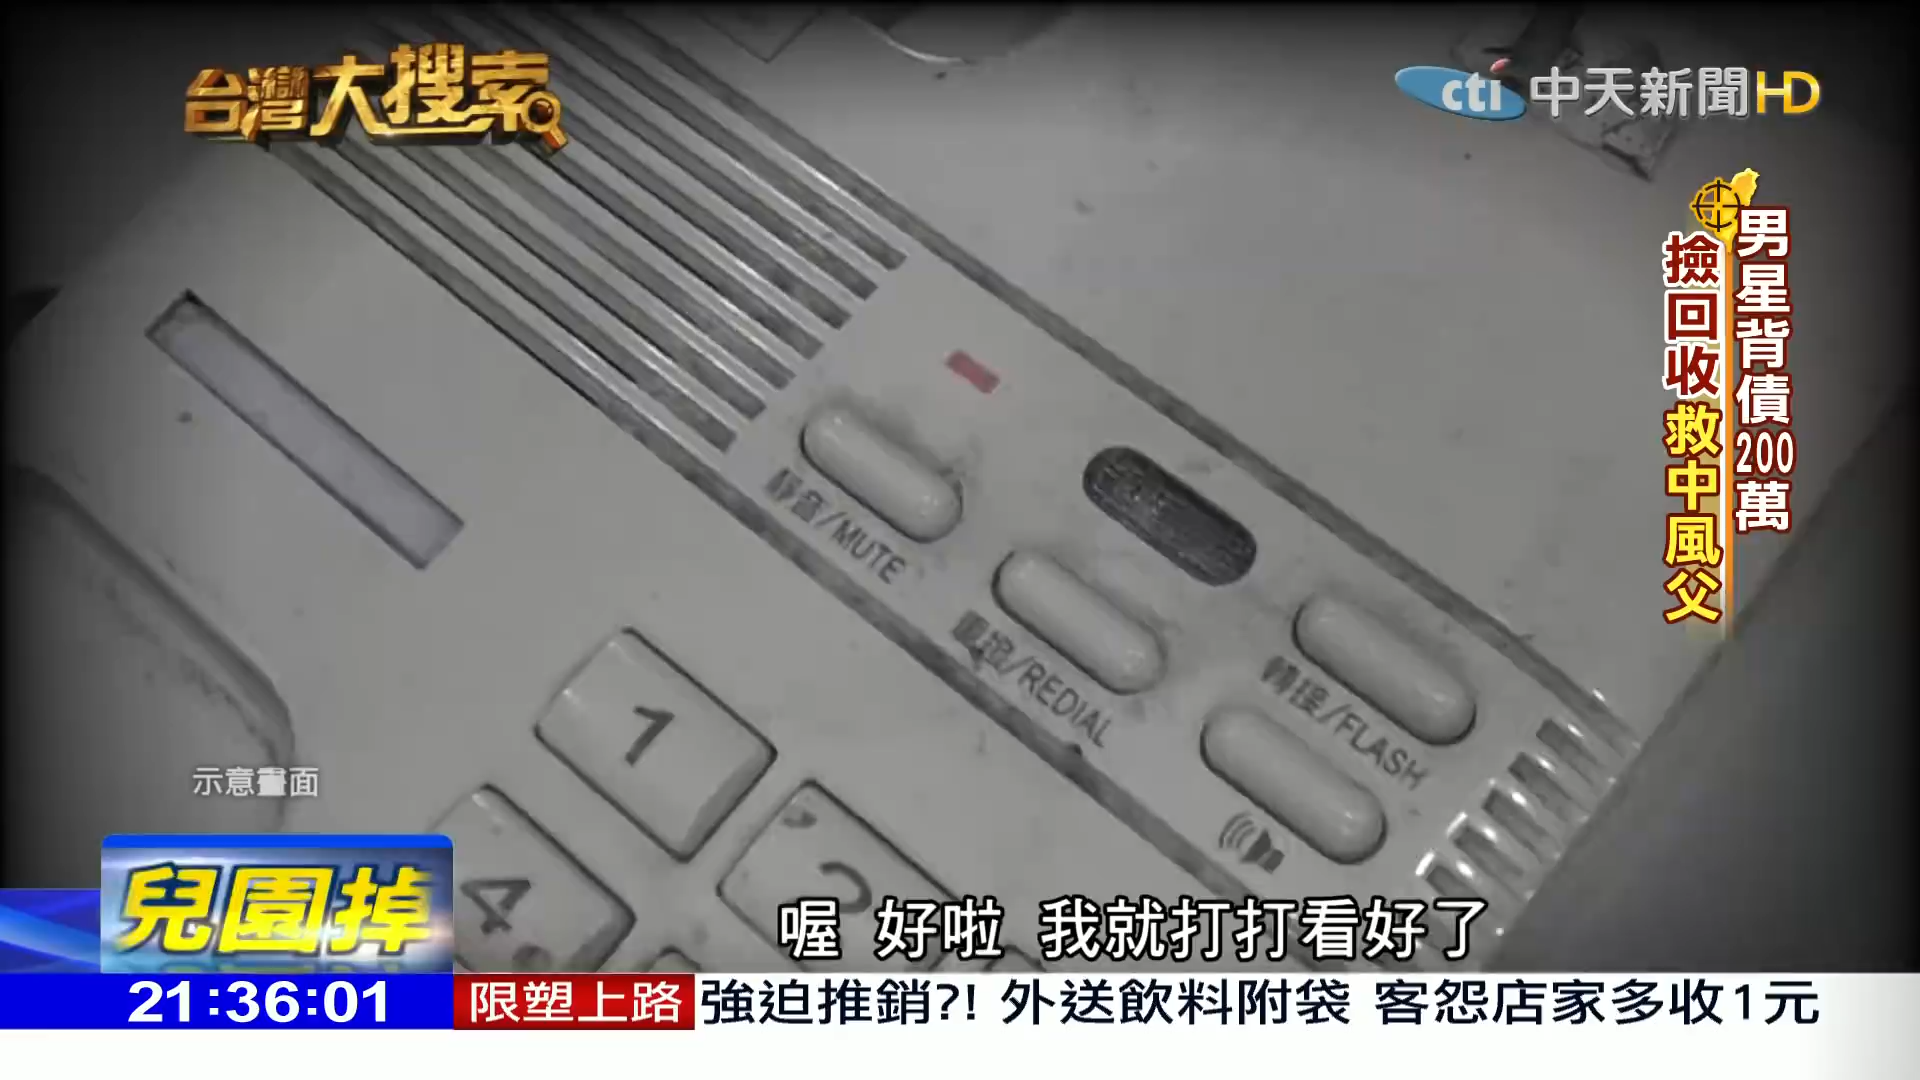 台灣大搜索
cti 中天新聞HD
男星背債200萬
撿回收救中風父
靜音/MUTE
重撥/REDIAL
轉接/FLASH
1
2
4
示意畫面
兒園掉
喔 好啦 我就打打看好了
21:36:01
限塑上路
強迫推銷?! 外送飲料附袋 客怨店家多收1元